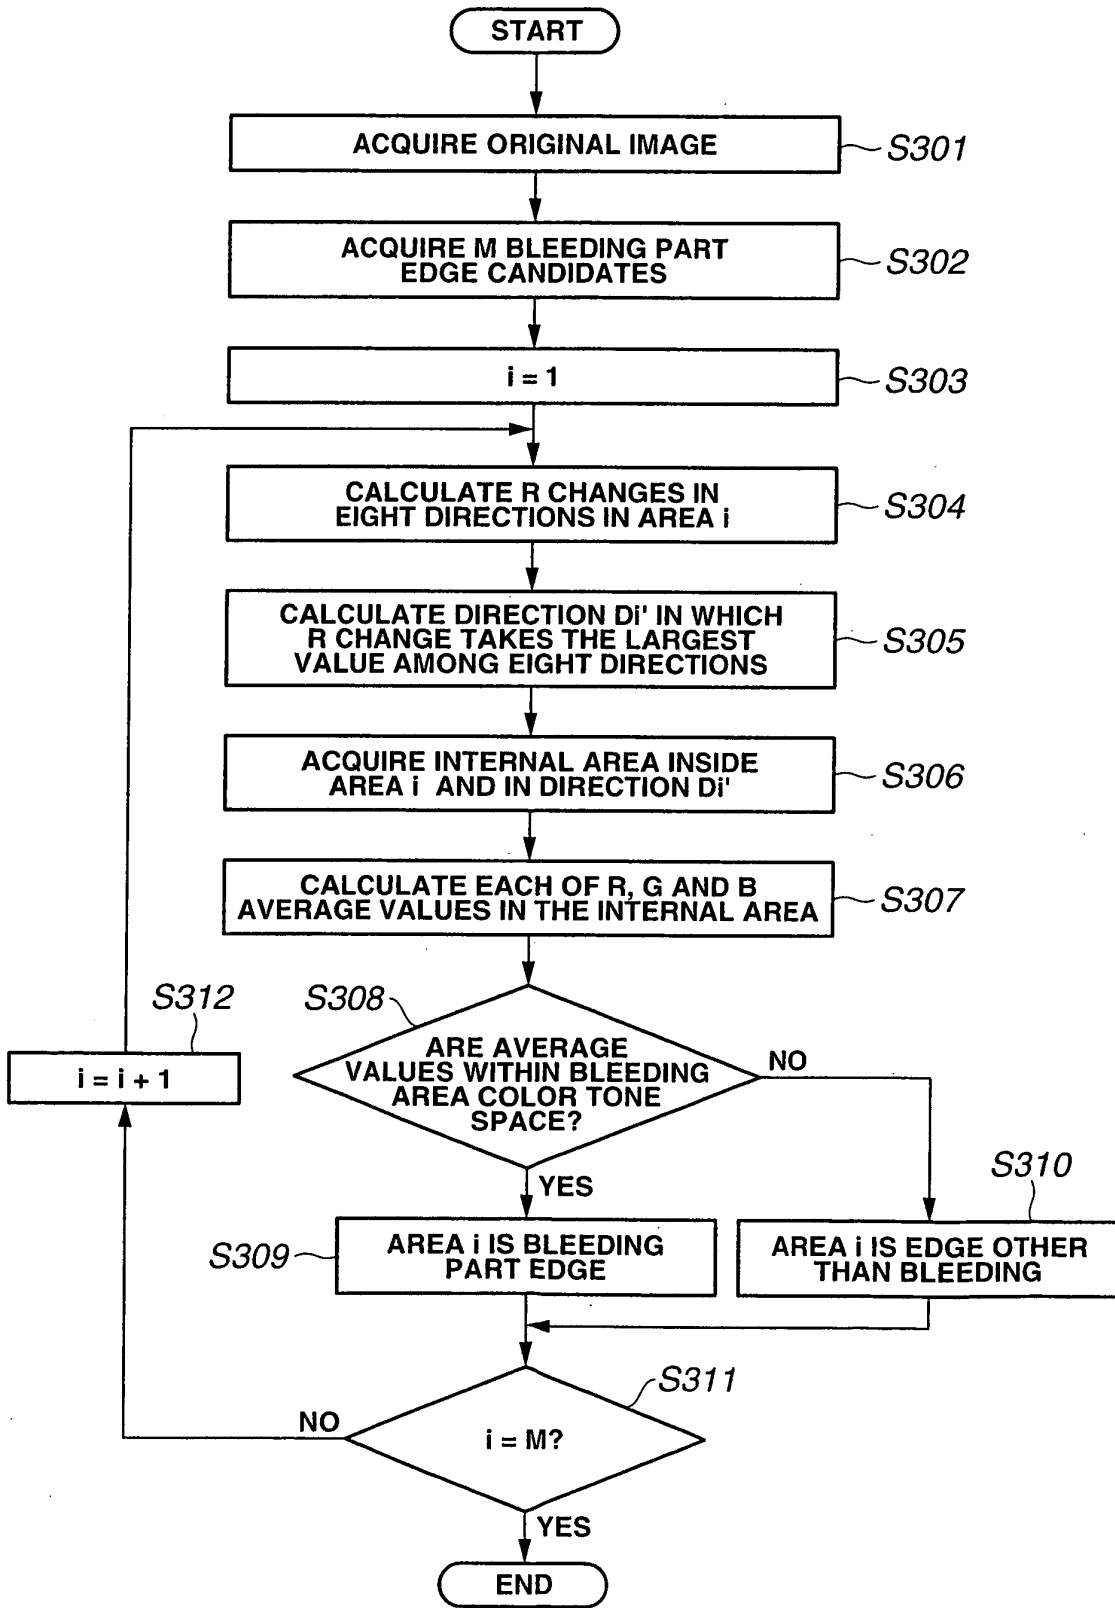 START
ACQUIRE ORIGINAL IMAGE
S301
ACQUIRE M BLEEDING PART
EDGE CANDIDATES
S302
i = 1
S303
CALCULATE R CHANGES IN
EIGHT DIRECTIONS IN AREA i
S304
CALCULATE DIRECTION Di' IN WHICH
R CHANGE TAKES THE LARGEST
VALUE AMONG EIGHT DIRECTIONS
S305
ACQUIRE INTERNAL AREA INSIDE
AREA i AND IN DIRECTION Di'
S306
CALCULATE EACH OF R, G AND B
AVERAGE VALUES IN THE INTERNAL AREA
S307
S312
i = i + 1
S308
ARE AVERAGE
VALUES WITHIN BLEEDING
AREA COLOR TONE
SPACE?
NO
YES
S310
S309
AREA i IS BLEEDING
PART EDGE
AREA i IS EDGE OTHER
THAN BLEEDING
S311
NO
i = M?
YES
END